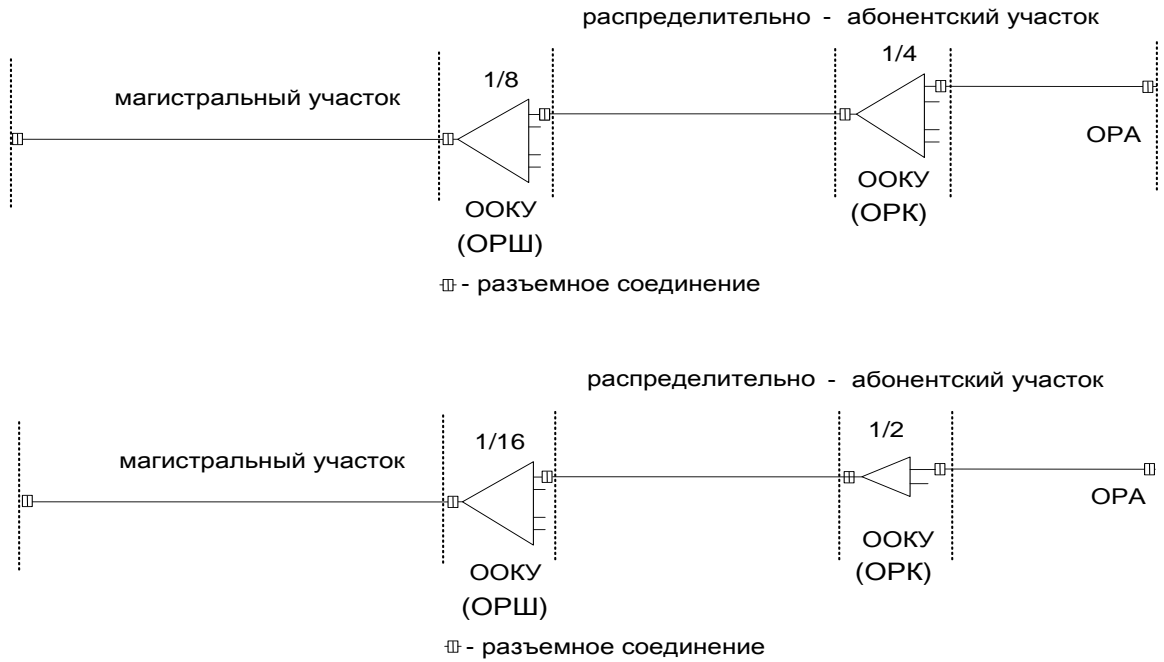 распределительно - абонентский участок
1/4
1/8
магистральный участок
ОРА
ООКУ
(ОРК)
ООКУ
(ОРШ)
- разъемное соединение
распределительно - абонентский участок
1/2
1/16
магистральный участок
ОРА
ООКУ
(ОРК)
ООКУ
(ОРШ)
- разъемное соединение